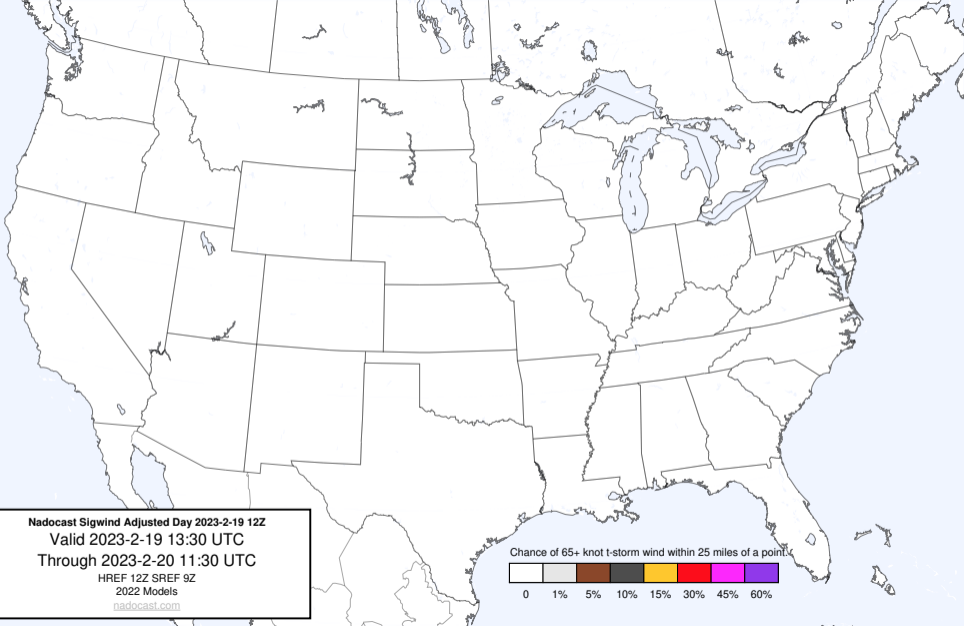 Nadocast Sigwind Adjusted Day 2023-2-19 12Z
Valid 2023-2-19 13:30 UTC
Through 2023-2-20 11:30 UTC
HREF 12Z SREF 9Z
2022 Models
nadocast.com
Chance of 65+ knot t-storm wind within 25 miles of a point.
0 1% 5% 10% 15% 30% 45% 60%